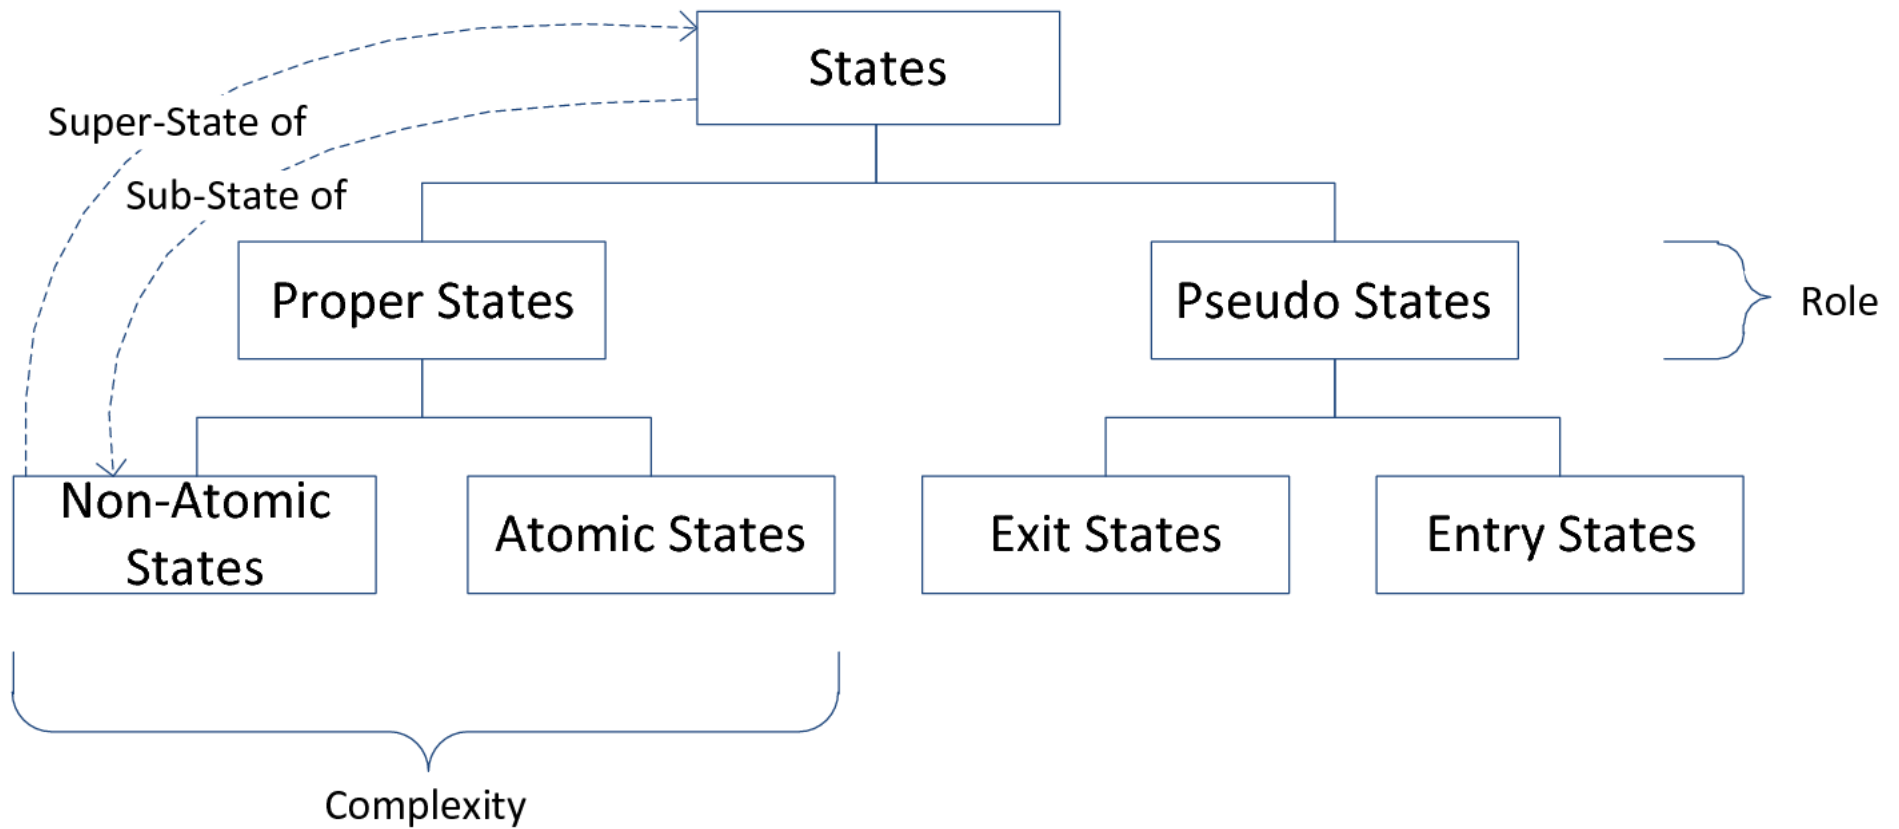 States
Super-State of
Sub-State of
Proper States
Pseudo States
Role
Non-Atomic
States
Atomic States
Exit States
Entry States
Complexity